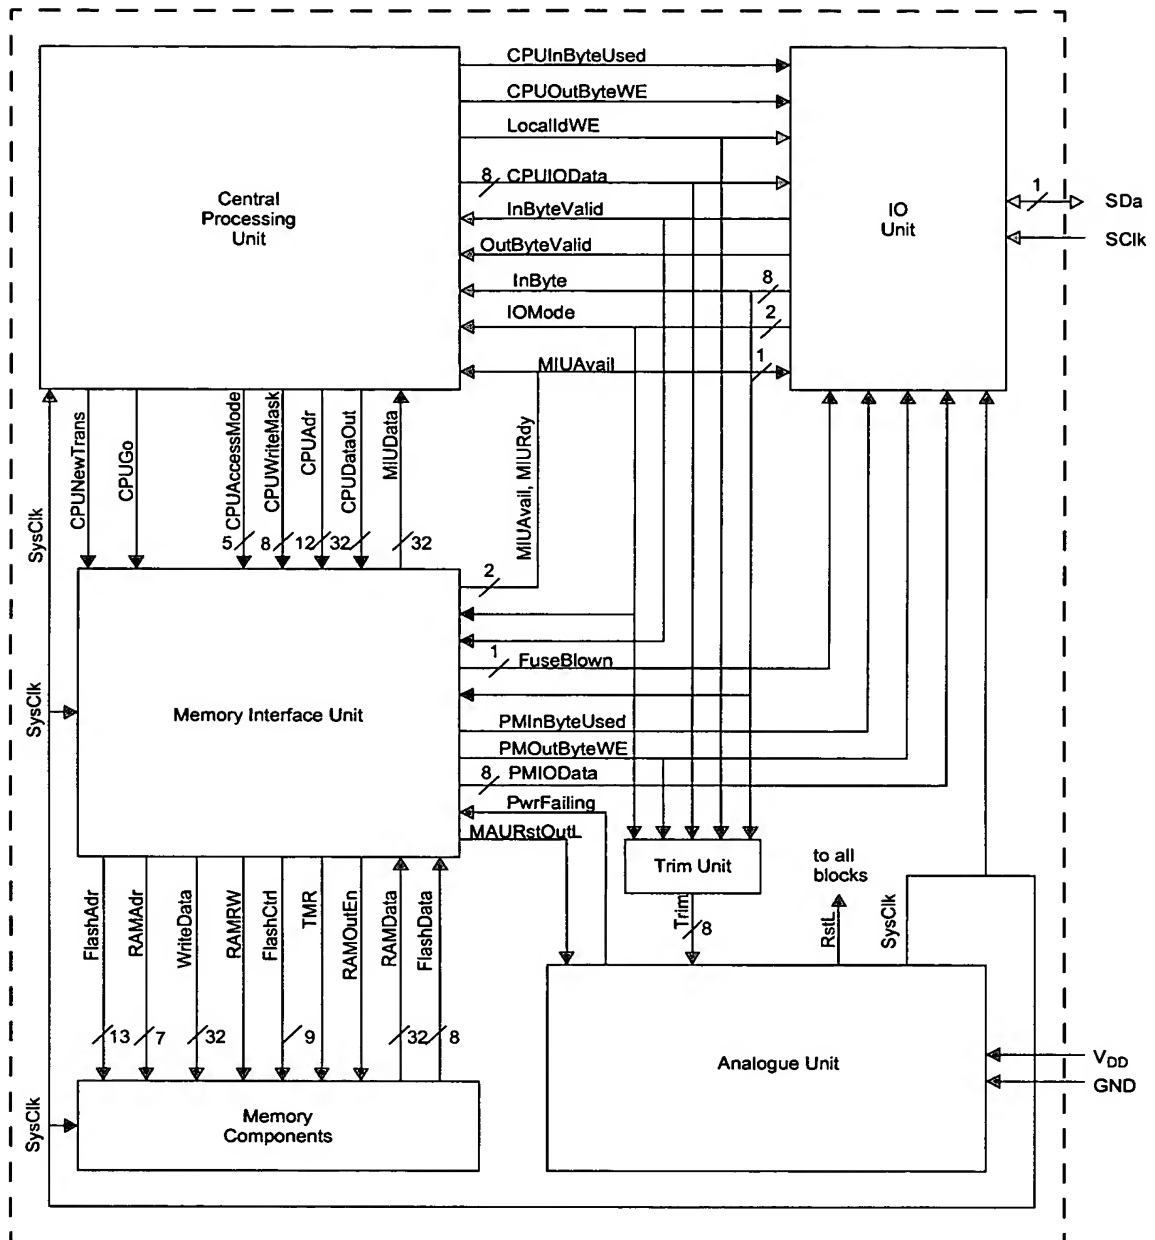 CPUInByteUsed
CPUOutByteWE
LocalIdWE
8 CPUIOData
InByteValid
OutByteValid
InByte 8
IOMode 2
MIUAvail 1
Central
Processing
Unit
IO
Unit
1 SDa
SClk
SysClk
CPUNewTrans
CPUGo
CPUAccessMode
CPUWriteMask
CPUAdr
CPUDataOut
MIUData
MIUAvail, MIURdy
5 8 12 32 32
2
1 FuseBlown
SysClk
Memory Interface Unit
PMInByteUsed
PMOutByteWE
8 PMIOData
PwrFailing
MAURstOutL
Trim Unit
to all
blocks
Trim
8
RstL
SysClk
FlashAdr
RAMAdr
WriteData
RAMRW
FlashCtrl
TMR
RAMOutEn
RAMData
FlashData
13 7 32 9 32 8
Analogue Unit
VDD
GND
SysClk
Memory
Components